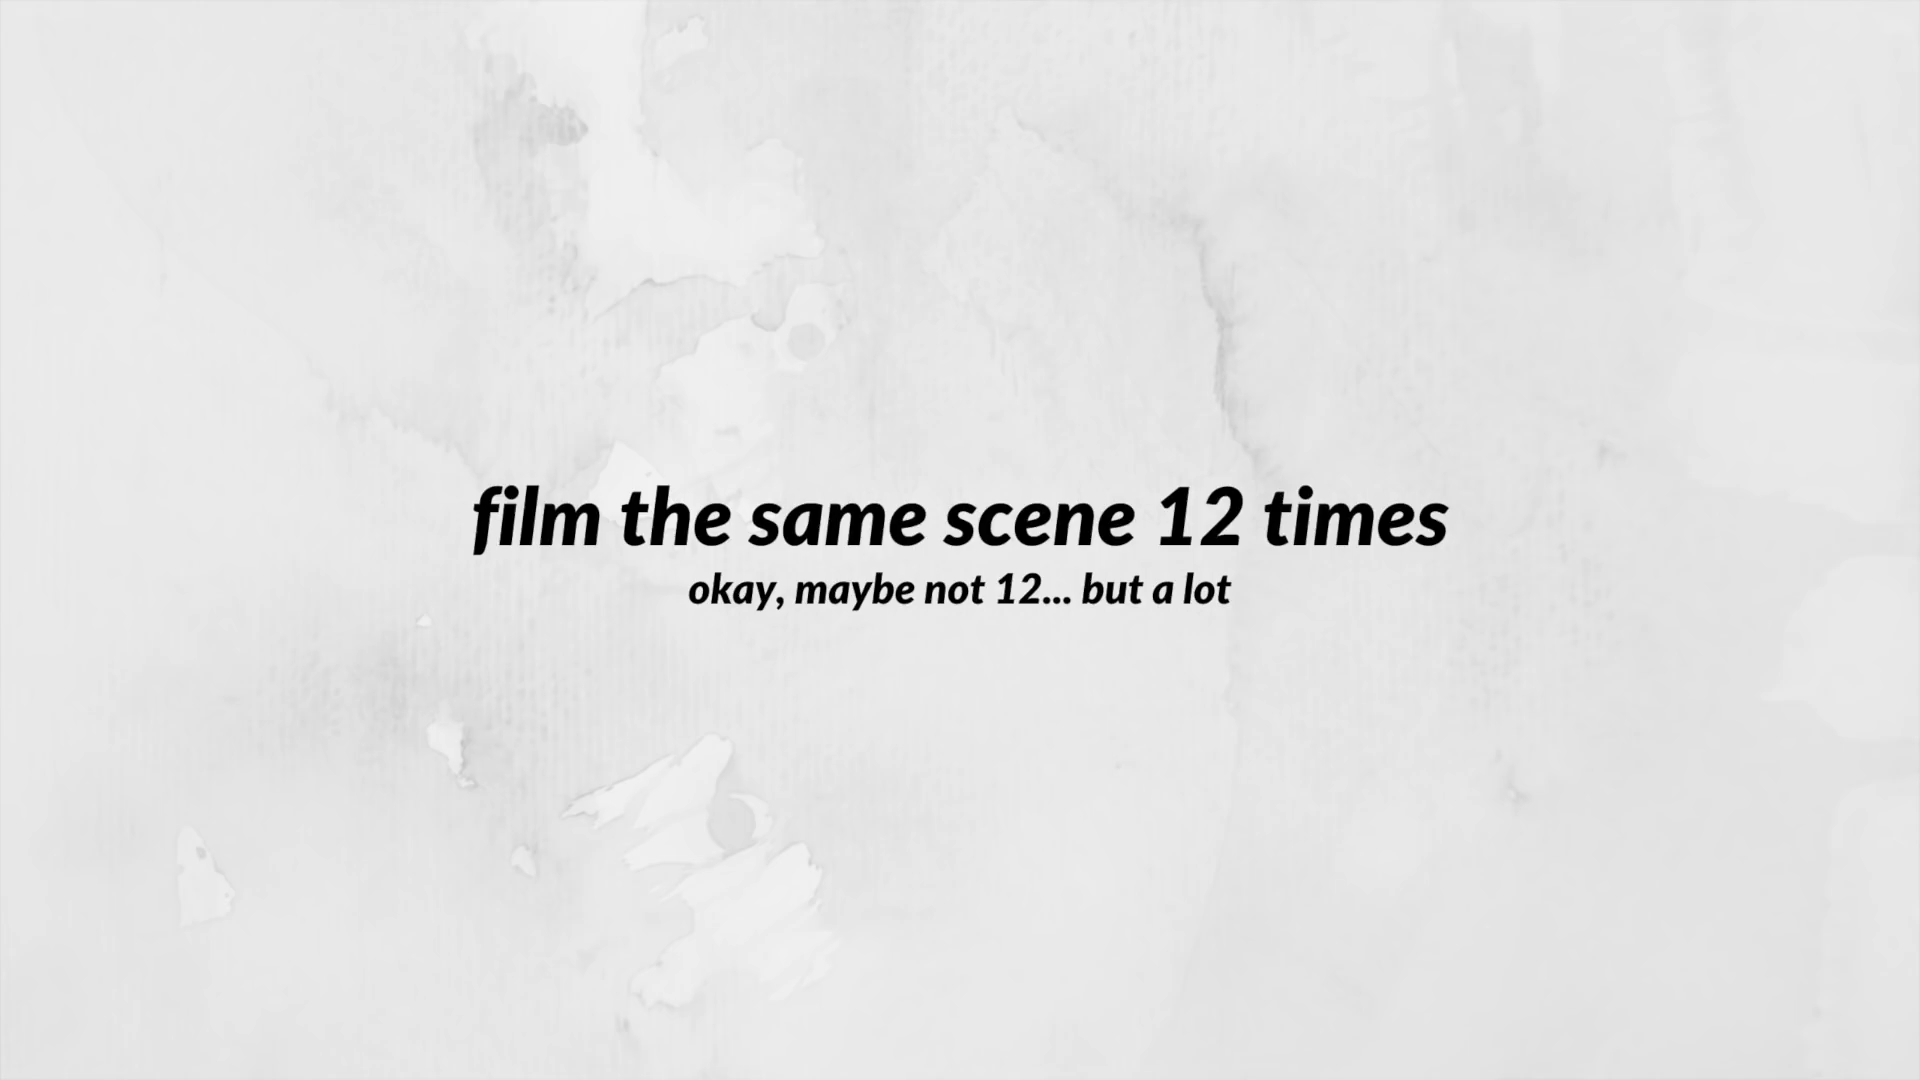 film the same scene 12 times
okay, maybe not 12... but a lot